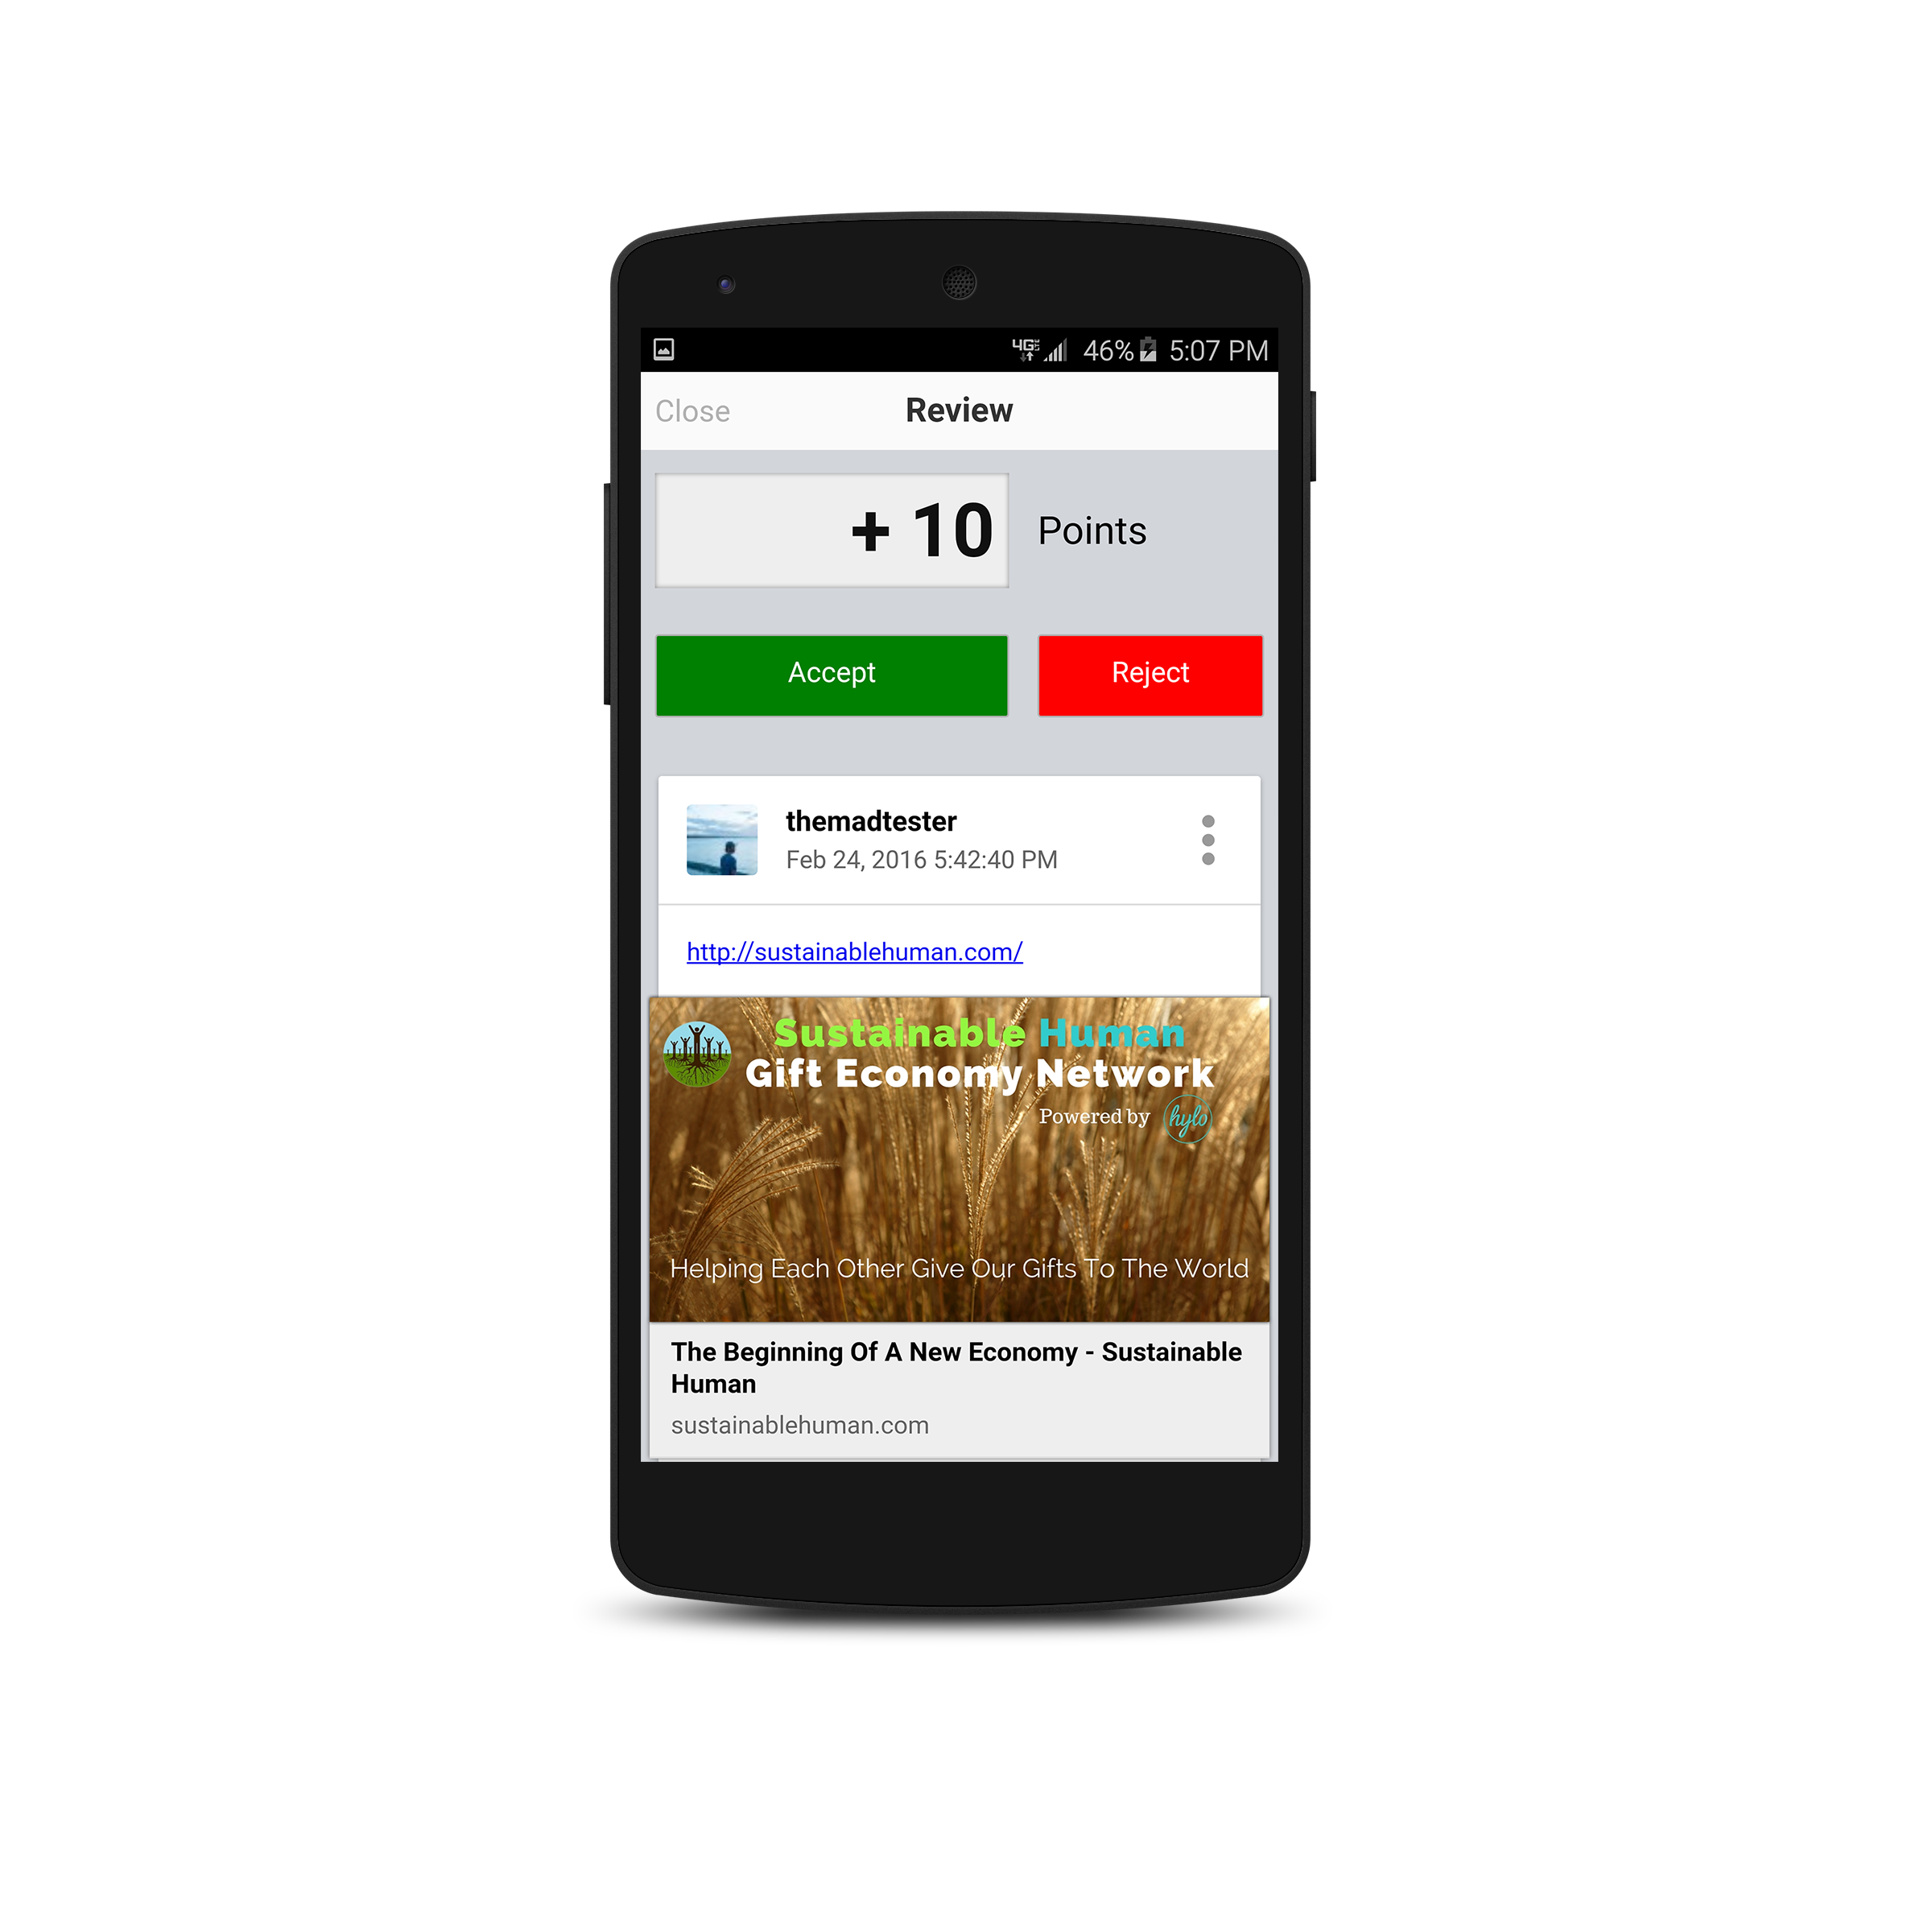 4G LTE 46% 5:07 PM
Close Review
+ 10 Points
Accept Reject
themadtester
Feb 24, 2016 5:42:40 PM
http://sustainablehuman.com/
Sustainable Human
Gift Economy Network
Powered by hylo
Helping Each Other Give Our Gifts To The World
The Beginning Of A New Economy - Sustainable
Human
sustainablehuman.com